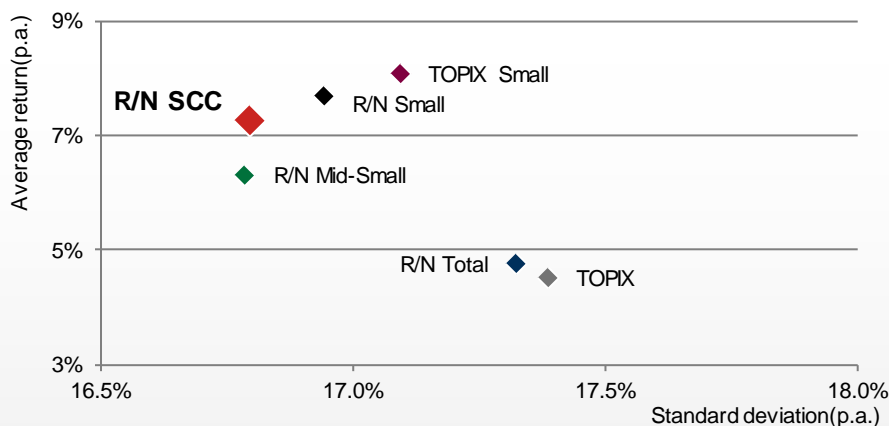 9%
TOPIX Small
R/N SCC
R/N Small
7%
R/N Mid-Small
5%
R/N Total
TOPIX
3%
16.5%
17.0%
17.5%
18.0%
Average return(p.a.)
Standard deviation(p.a.)